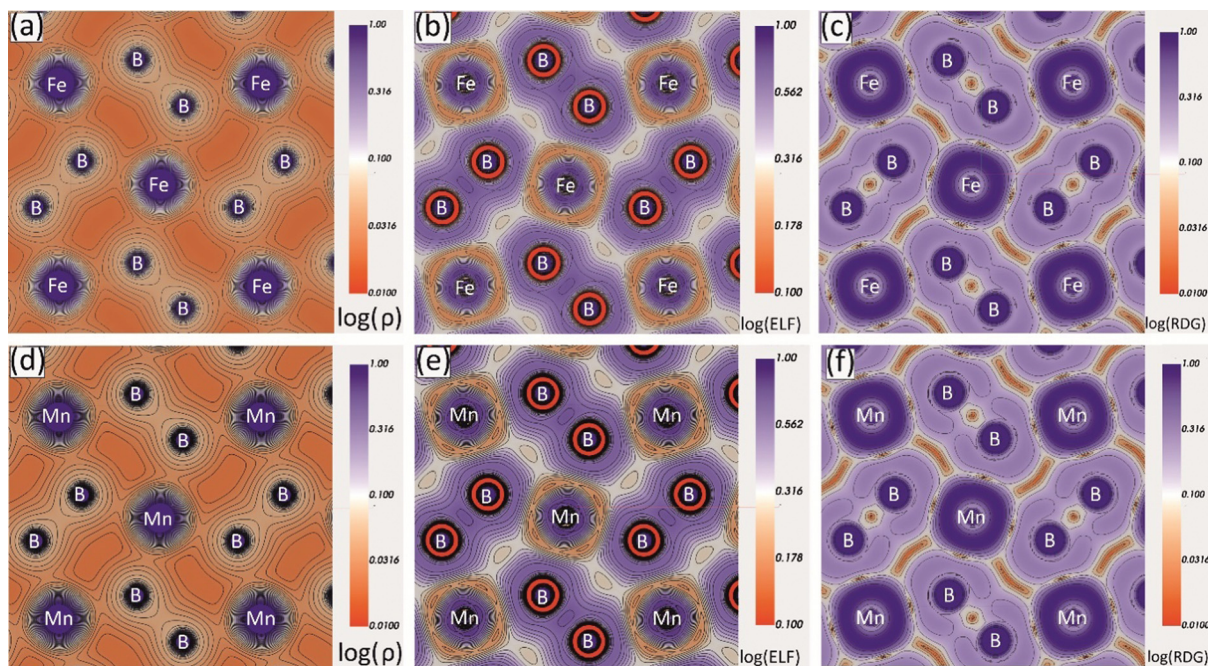 (a)
B
Fe
Fe
B
B
B
Fe
B
B
B
Fe
Fe
B
1.00
0.316
0.100
0.0316
0.0100
log(ρ)
(b)
B
Fe
Fe
B
B
B
Fe
B
B
B
Fe
Fe
B
1.00
0.562
0.316
0.178
0.100
log(ELF)
(c)
B
Fe
Fe
B
B
B
Fe
B
B
B
Fe
Fe
B
1.00
0.316
0.100
0.0316
0.0100
log(RDG)
(d)
B
Mn
Mn
B
B
B
Mn
B
B
B
Mn
Mn
B
1.00
0.316
0.100
0.0316
0.0100
log(ρ)
(e)
B
Mn
Mn
B
B
B
Mn
B
B
B
Mn
Mn
B
1.00
0.562
0.316
0.178
0.100
log(ELF)
(f)
B
Mn
Mn
B
B
B
Mn
B
B
B
Mn
Mn
B
1.00
0.316
0.100
0.0316
0.0100
log(RDG)